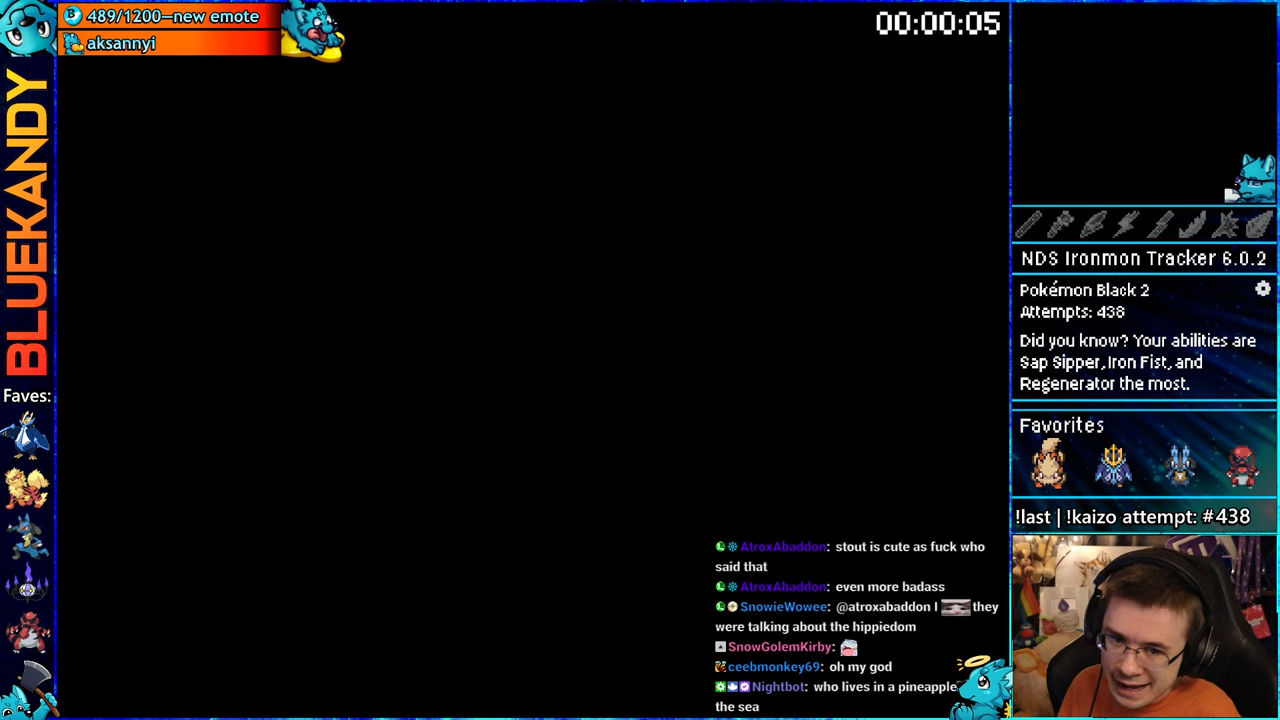 489/1200—new emote
aksannyi
00:00:05
BLUEKANDY
Faves:
NDS Ironmon Tracker 6.0.2
Pokémon Black 2
Attempts: 438
Did you know? Your abilities are
Sap Sipper, Iron Fist, and
Regenerator the most.
Favorites
!last | !kaizo attempt: #438
AtroxAbaddon: stout is cute as fuck who
said that
AtroxAbaddon: even more badass
SnowieWowee: @atroxabaddon I they
were talking about the hippiedom
SnowGolemKirby:
ceebmonkey69: oh my god
Nightbot: who lives in a pineapple
the sea